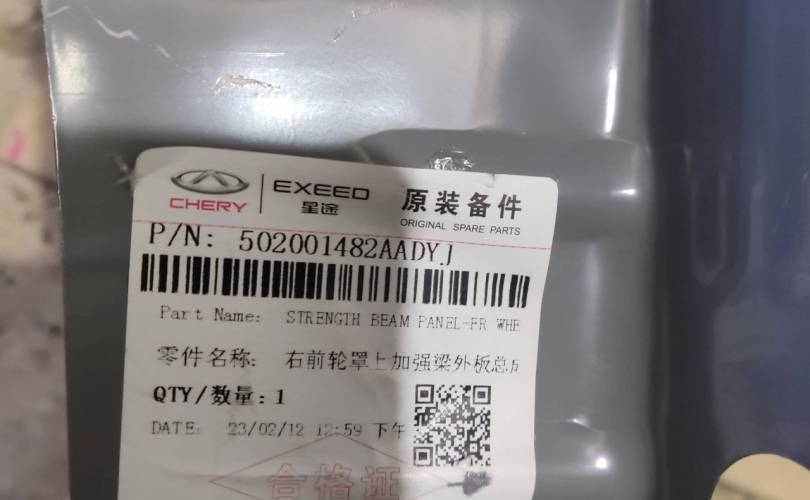 CHERY
EXEED
星途
原装备件
ORIGINAL SPARE PARTS
P/N: 502001482AADYJ
Part Name: STRENGTH BEAM PANEL-FR WHE
零件名称: 右前轮罩上加强梁外板总
QTY/数量: 1
DATE: 23/02/12 12:59 下午
合格证